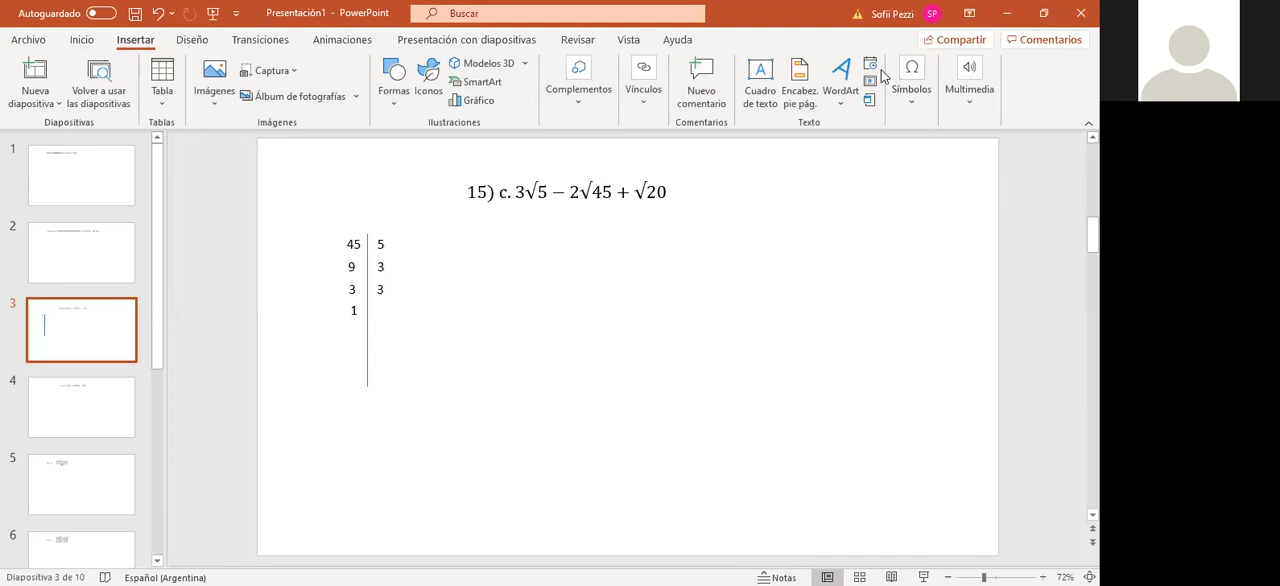 Autoguardado
Presentación1 - PowerPoint
Buscar
Sofii Pezzi
SP
Archivo Inicio Insertar Diseño Transiciones Animaciones Presentación con diapositivas Revisar Vista Ayuda
Compartir
Comentarios
Nueva diapositiva
Volver a usar las diapositivas
Diapositivas
Tabla
Tablas
Imágenes
Captura
Álbum de fotografías
Imágenes
Formas
Iconos
Modelos 3D
SmartArt
Gráfico
Ilustraciones
Complementos
Vínculos
Nuevo comentario
Comentarios
Cuadro de texto
Encabez. pie pág.
WordArt
Texto
Símbolos
Multimedia
1
2
3
4
5
6
15) c. 3√5 − 2√45 + √20
45 5
9 3
3 3
1
Diapositiva 3 de 10
Español (Argentina)
Notas
72%